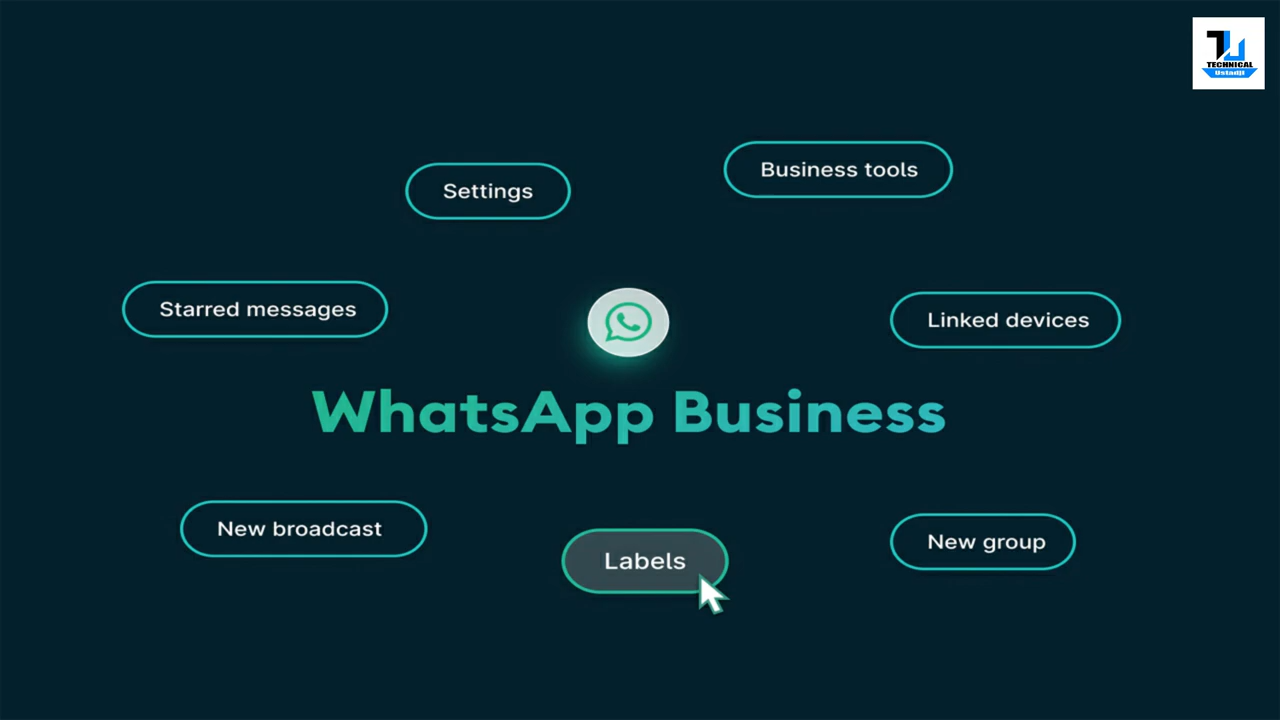 TECHNICAL
Ustadji
Business tools
Settings
Starred messages
Linked devices
WhatsApp Business
New broadcast
New group
Labels